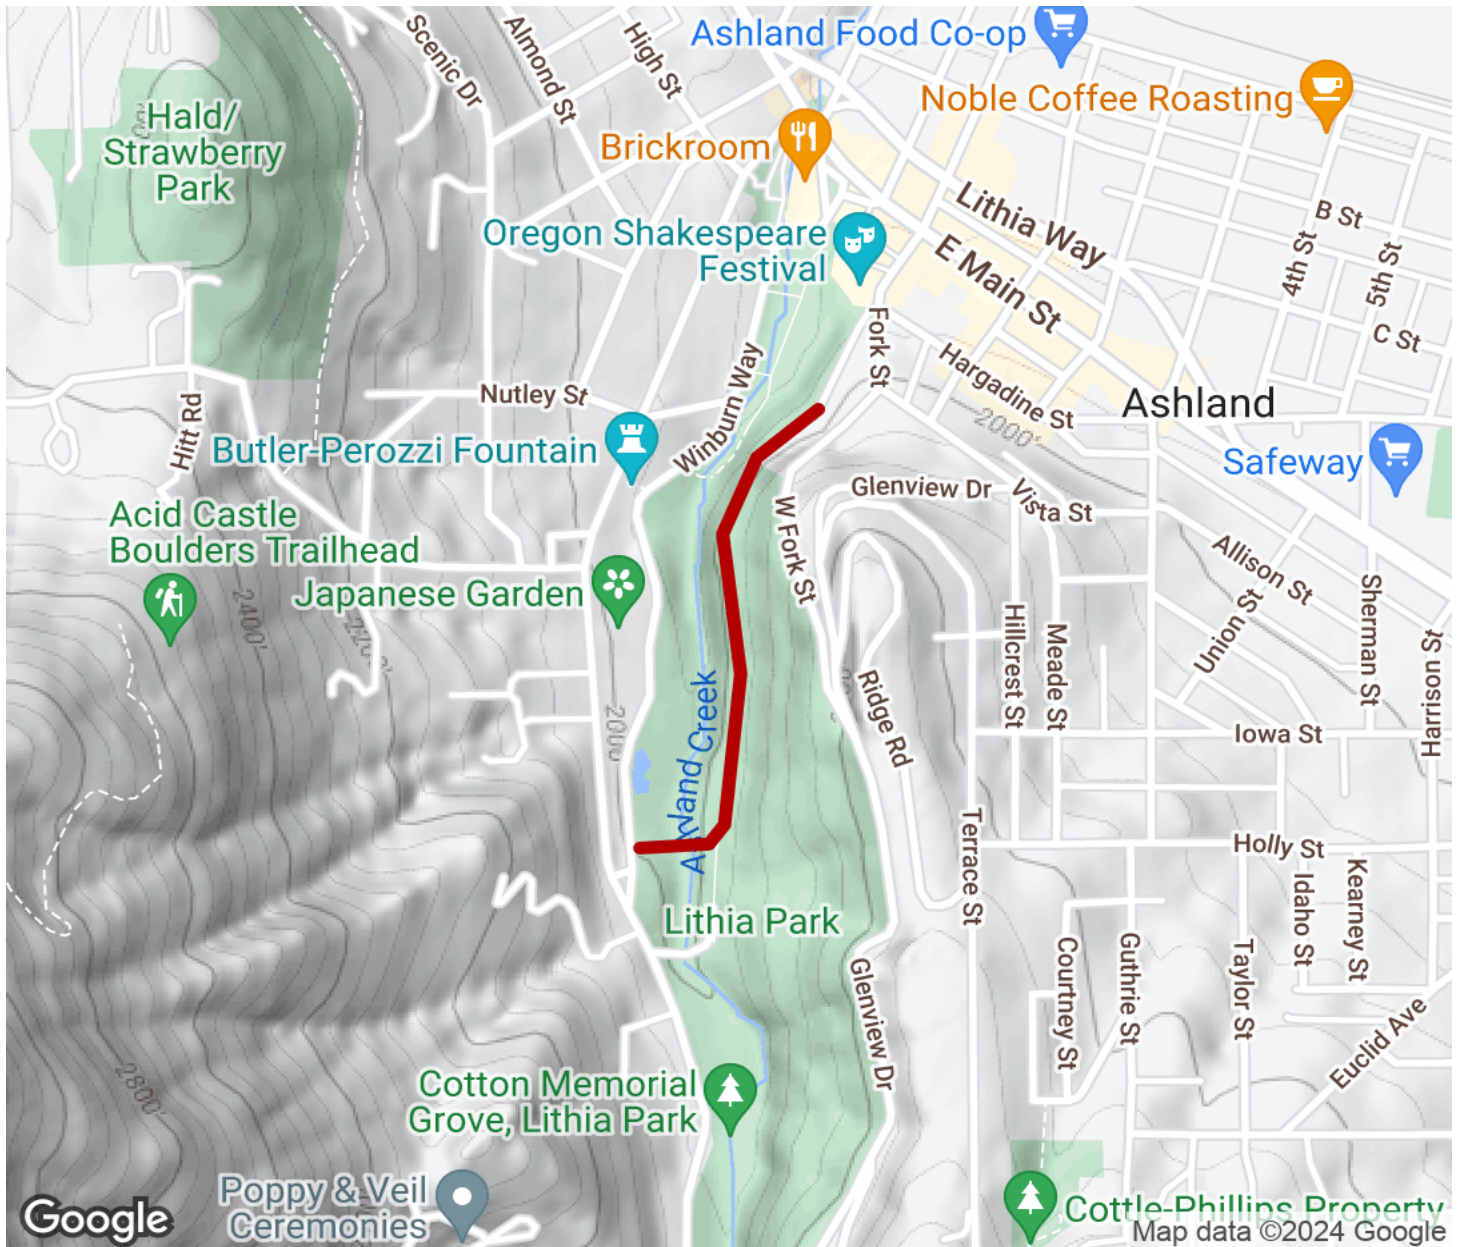 Scenic Dr
Almond St
High St
Ashland Food Co-op
Noble Coffee Roasting
Hald/
Strawberry
Park
Brickroom
Lithia Way
B St
Oregon Shakespeare
Festival
E Main St
4th St
5th St
C St
Fork St
Winburn Way
Hargadine St
Nutley St
2000'
Ashland
Hitt Rd
Butler-Perozzi Fountain
Safeway
Glenview Dr
Vista St
Acid Castle
Boulders Trailhead
W Fork St
Allison St
Japanese Garden
2400'
2200'
Hillcrest St
Meade St
Union St
Sherman St
Harrison St
Ridge Rd
2000
Ashland Creek
Iowa St
Terrace St
Holly St
Idaho St
Kearney St
Lithia Park
Courtney St
Guthrie St
Taylor St
Glenview Dr
Euclid Ave
2800'
Cotton Memorial
Grove, Lithia Park
Poppy & Veil
Ceremonies
Cottle-Phillips Property
Google
Map data ©2024 Google